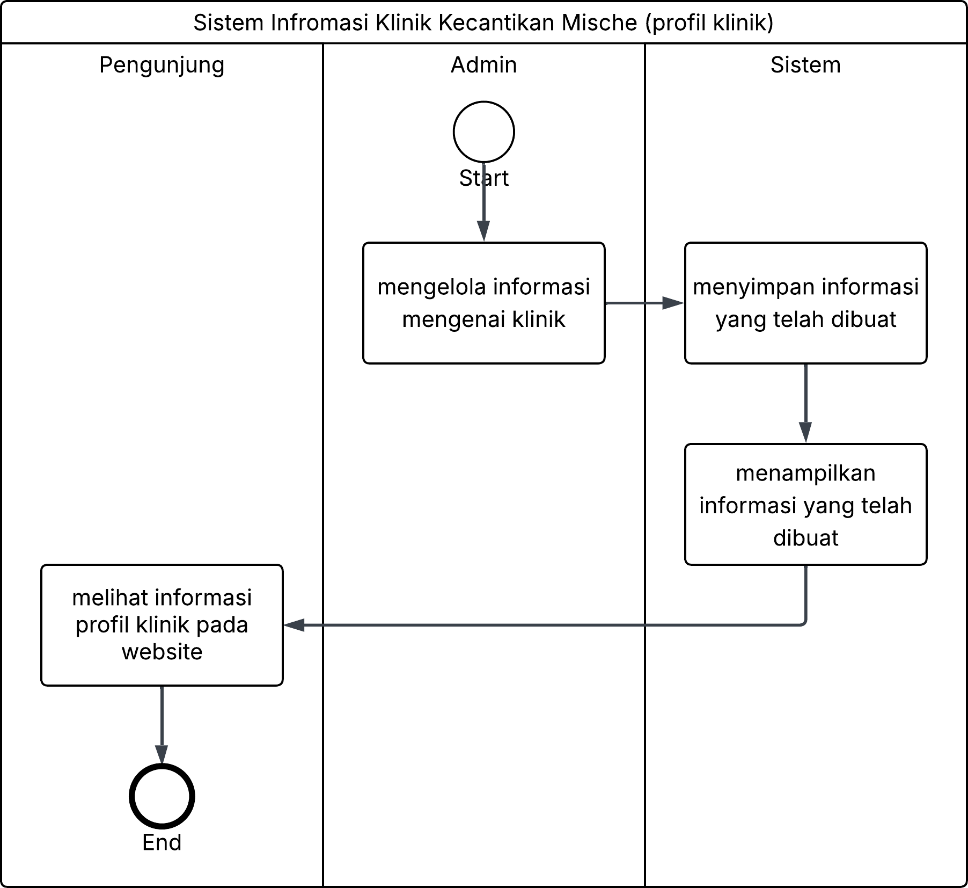 Sistem Infromasi Klinik Kecantikan Mische (profil klinik)
Pengunjung
Admin
Sistem
Start
mengelola informasi
mengenai klinik
menyimpan informasi
yang telah dibuat
menampilkan
informasi yang telah
dibuat
melihat informasi
profil klinik pada
website
End